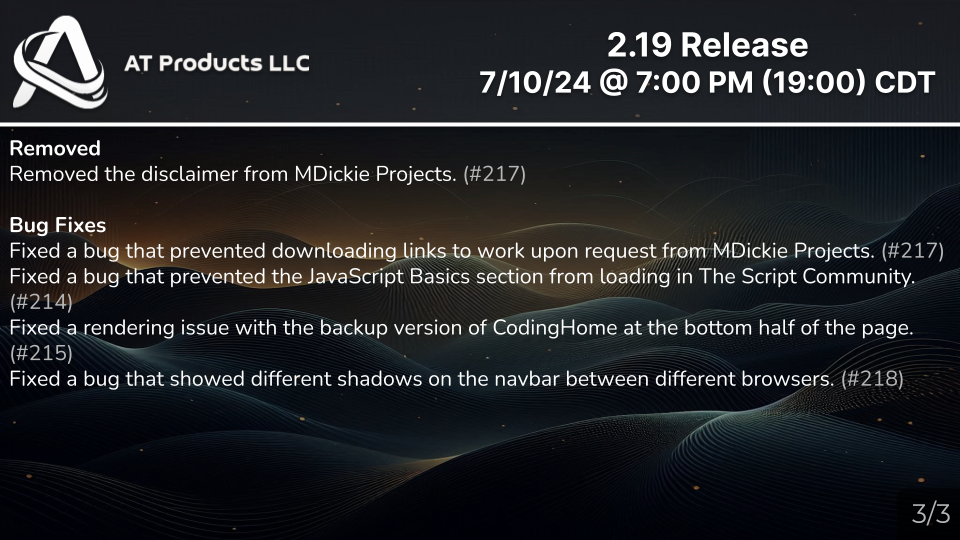 AT Products LLC
2.19 Release
7/10/24 @ 7:00 PM (19:00) CDT
Removed
Removed the disclaimer from MDickie Projects. (#217)
Bug Fixes
Fixed a bug that prevented downloading links to work upon request from MDickie Projects. (#217)
Fixed a bug that prevented the JavaScript Basics section from loading in The Script Community.
(#214)
Fixed a rendering issue with the backup version of CodingHome at the bottom half of the page.
(#215)
Fixed a bug that showed different shadows on the navbar between different browsers. (#218)
3/3